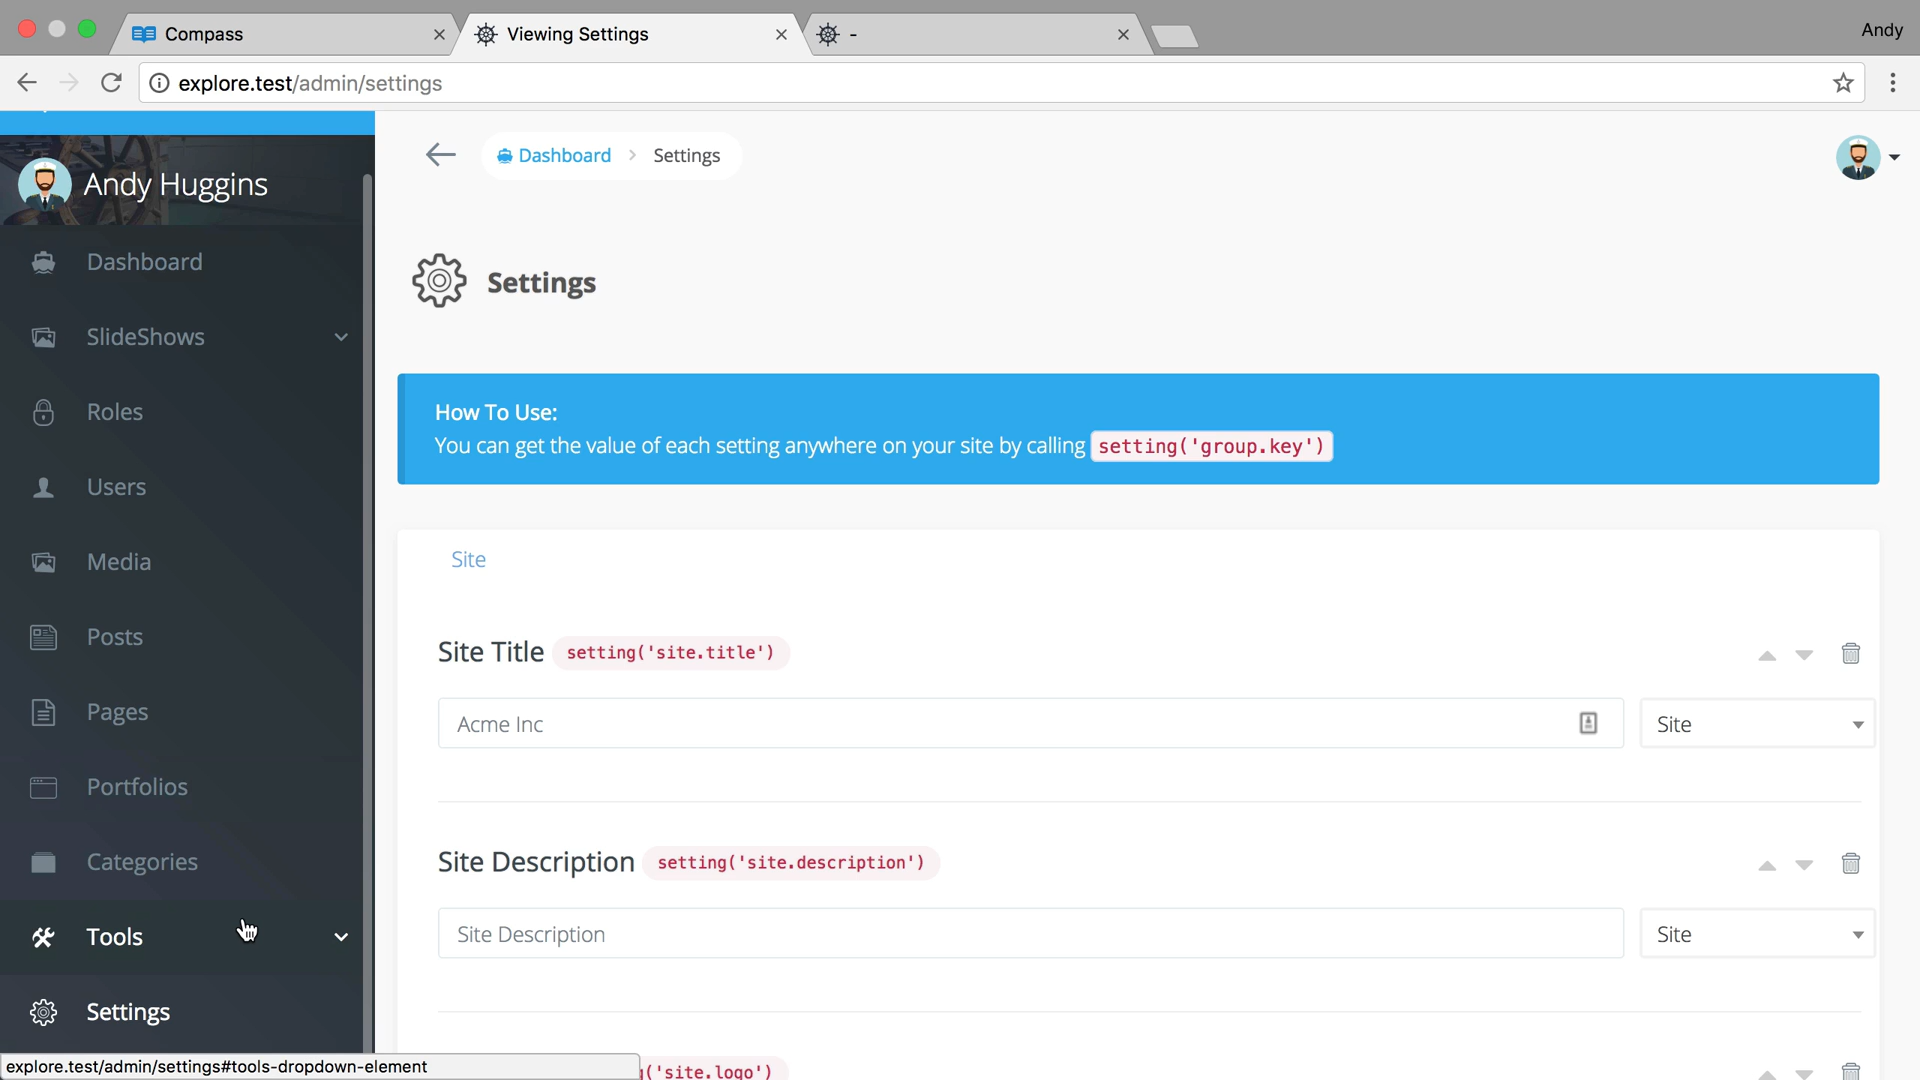 Compass
Viewing Settings
-
Andy
explore.test/admin/settings
Andy Huggins
Dashboard
SlideShows
Roles
Users
Media
Posts
Pages
Portfolios
Categories
Tools
Settings
explore.test/admin/settings#tools-dropdown-element
Dashboard > Settings
Settings
How To Use:
You can get the value of each setting anywhere on your site by calling setting('group.key')
Site
Site Title setting('site.title')
Acme Inc
Site
Site Description setting('site.description')
Site Description
Site
('site.logo')